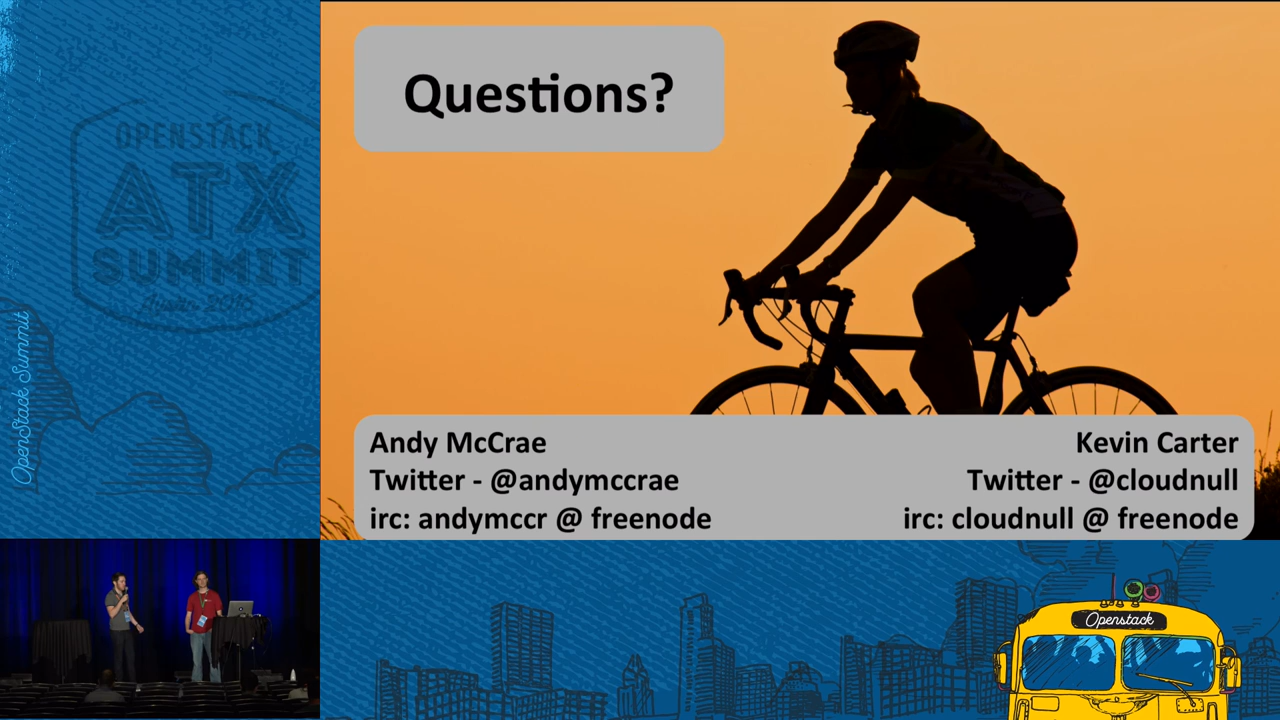 OPENSTACK
ATX
SUMMIT
Austin 2016
OpenStack Summit
Questions?
Andy McCrae
Twitter - @andymccrae
irc: andymccr @ freenode
Kevin Carter
Twitter - @cloudnull
irc: cloudnull @ freenode
Openstack